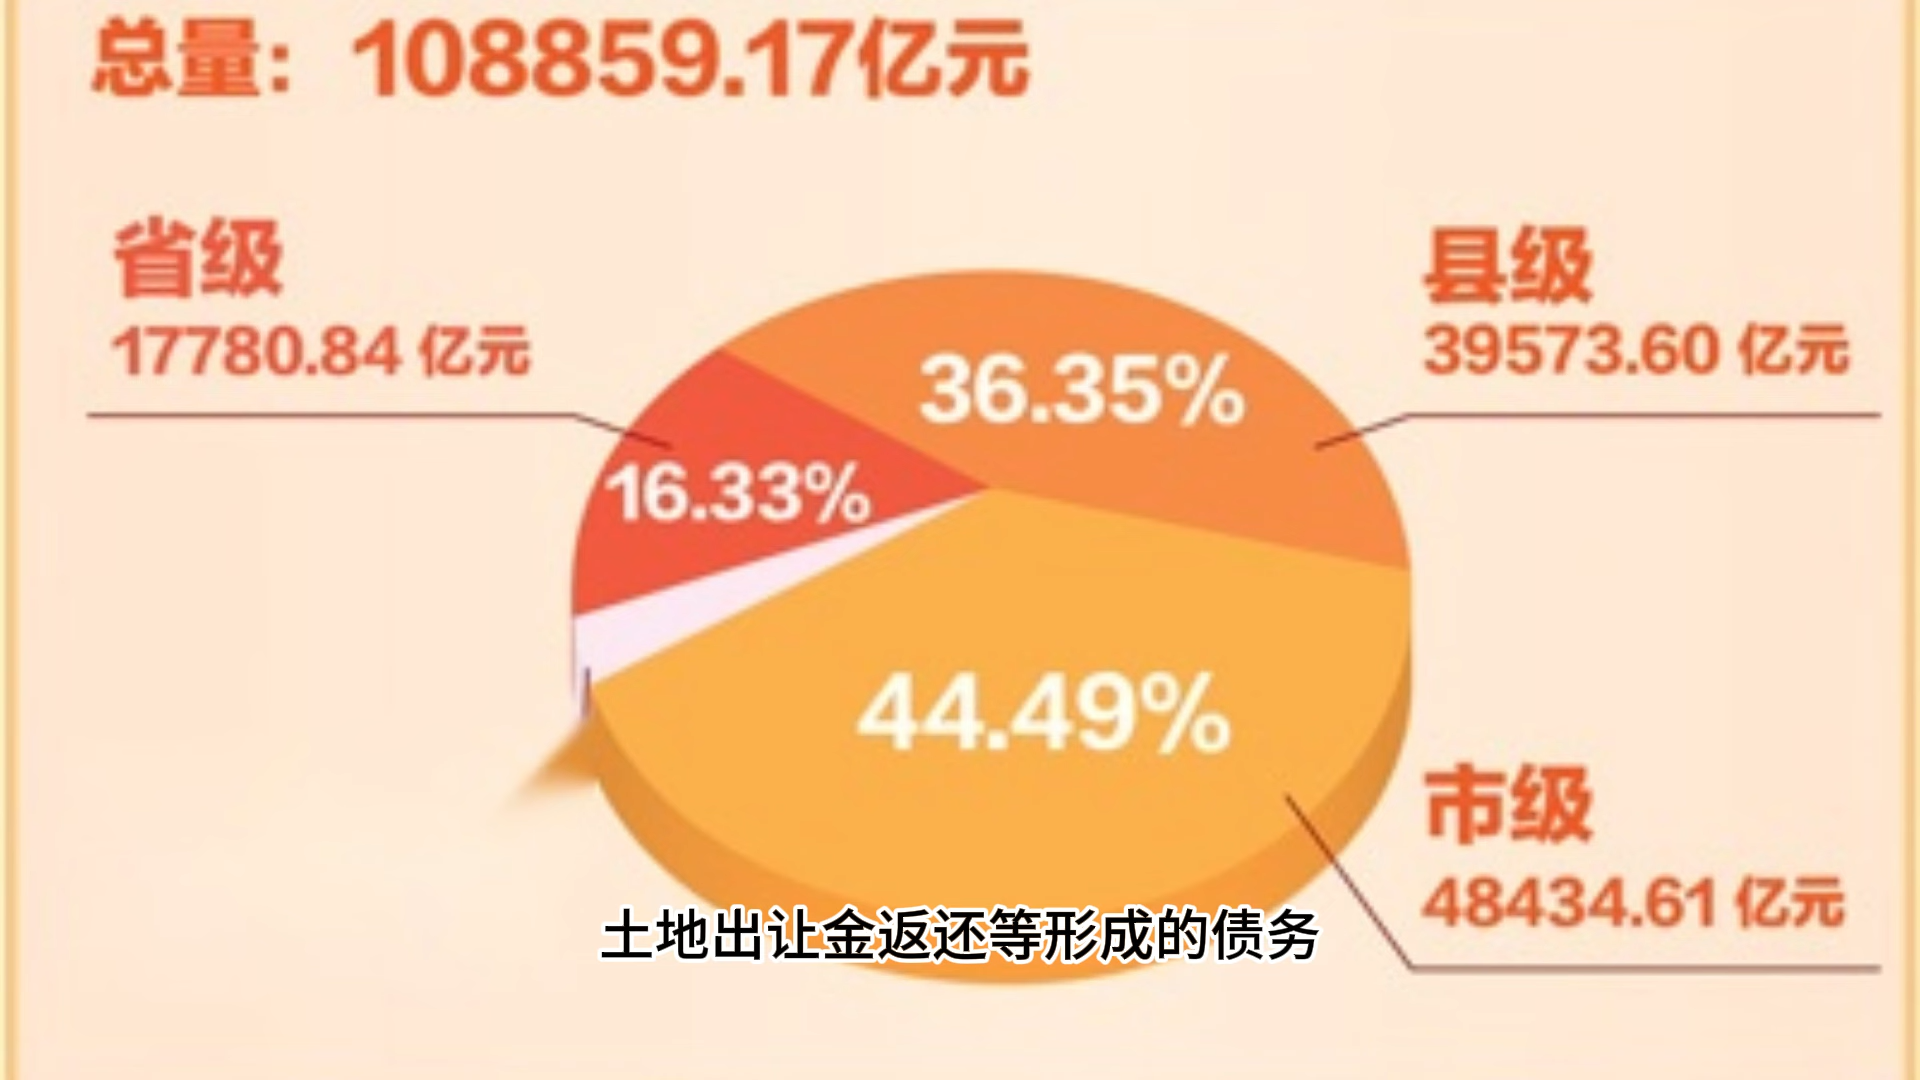 总量：108859.17亿元
省级
17780.84 亿元
县级
39573.60 亿元
36.35%
16.33%
44.49%
市级
48434.61 亿元
土地出让金返还等形成的债务